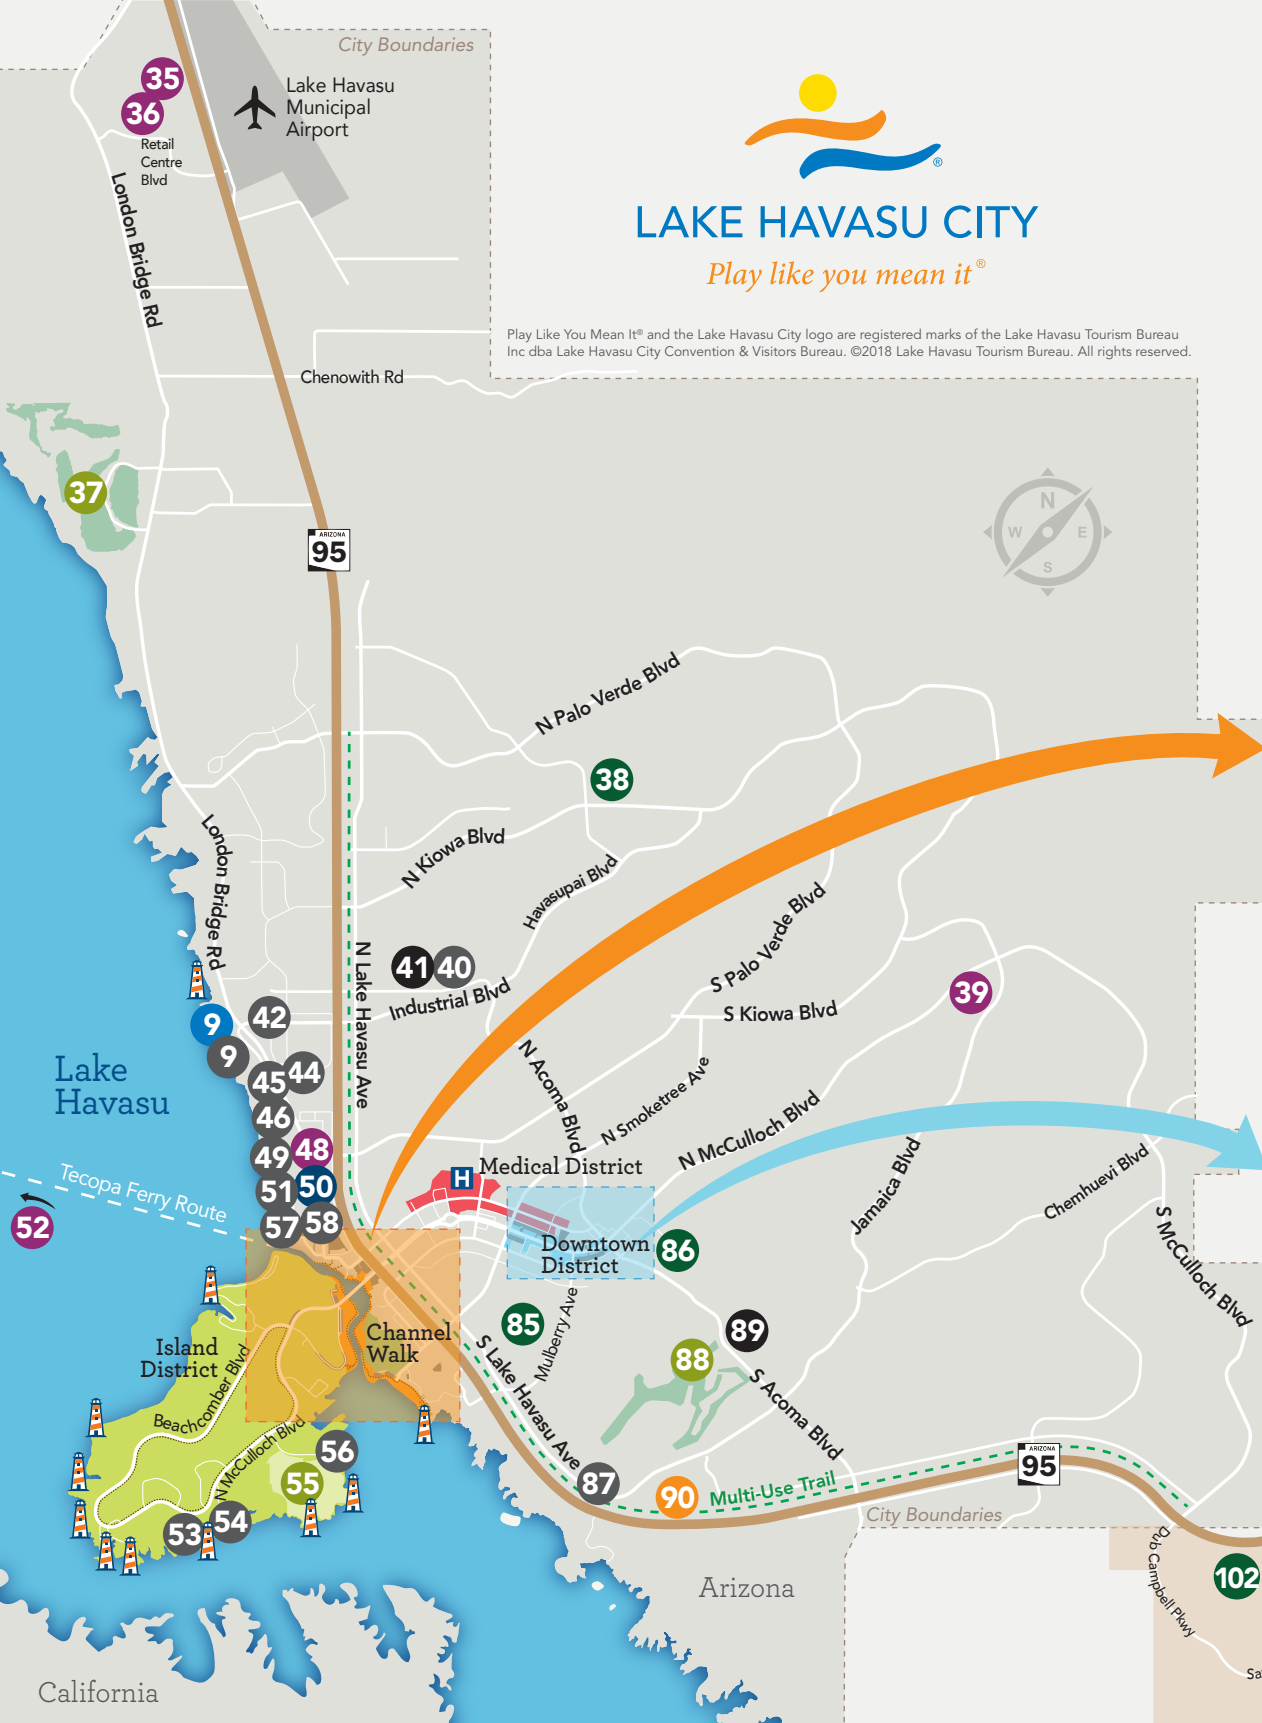 City Boundaries
35
36
Retail
Centre
Blvd
Lake Havasu
Municipal
Airport
London Bridge Rd
®
LAKE HAVASU CITY
Play like you mean it®
Play Like You Mean It® and the Lake Havasu City logo are registered marks of the Lake Havasu Tourism Bureau
Inc dba Lake Havasu City Convention & Visitors Bureau. ©2018 Lake Havasu Tourism Bureau. All rights reserved.
Chenowith Rd
37
ARIZONA
95
N
W
E
S
N Palo Verde Blvd
38
N Kiowa Blvd
London Bridge Rd
Havasupai Blvd
S Palo Verde Blvd
N Lake Havasu Ave
41
40
Industrial Blvd
39
S Kiowa Blvd
9
42
9
45
44
Lake
Havasu
46
N Acoma Blvd
N Smoketree Ave
N McCulloch Blvd
48
49
Medical District
H
Jamaica Blvd
Chemhuevi Blvd
Tecopa Ferry Route
51
50
52
57
58
S McCulloch Blvd
Downtown
District
86
85
Mulberry Ave
89
Channel
Walk
Island
District
88
S Lake Havasu Ave
Beachcomber Blvd
S Acoma Blvd
N McCulloch Blvd
56
55
87
90
Multi-Use Trail
ARIZONA
95
53
54
City Boundaries
Dub Campbell Pkwy
102
Arizona
Sa
California